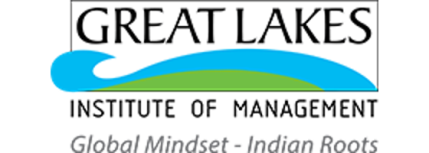 GREAT LAKES
INSTITUTE OF MANAGEMENT
Global Mindset - Indian Roots